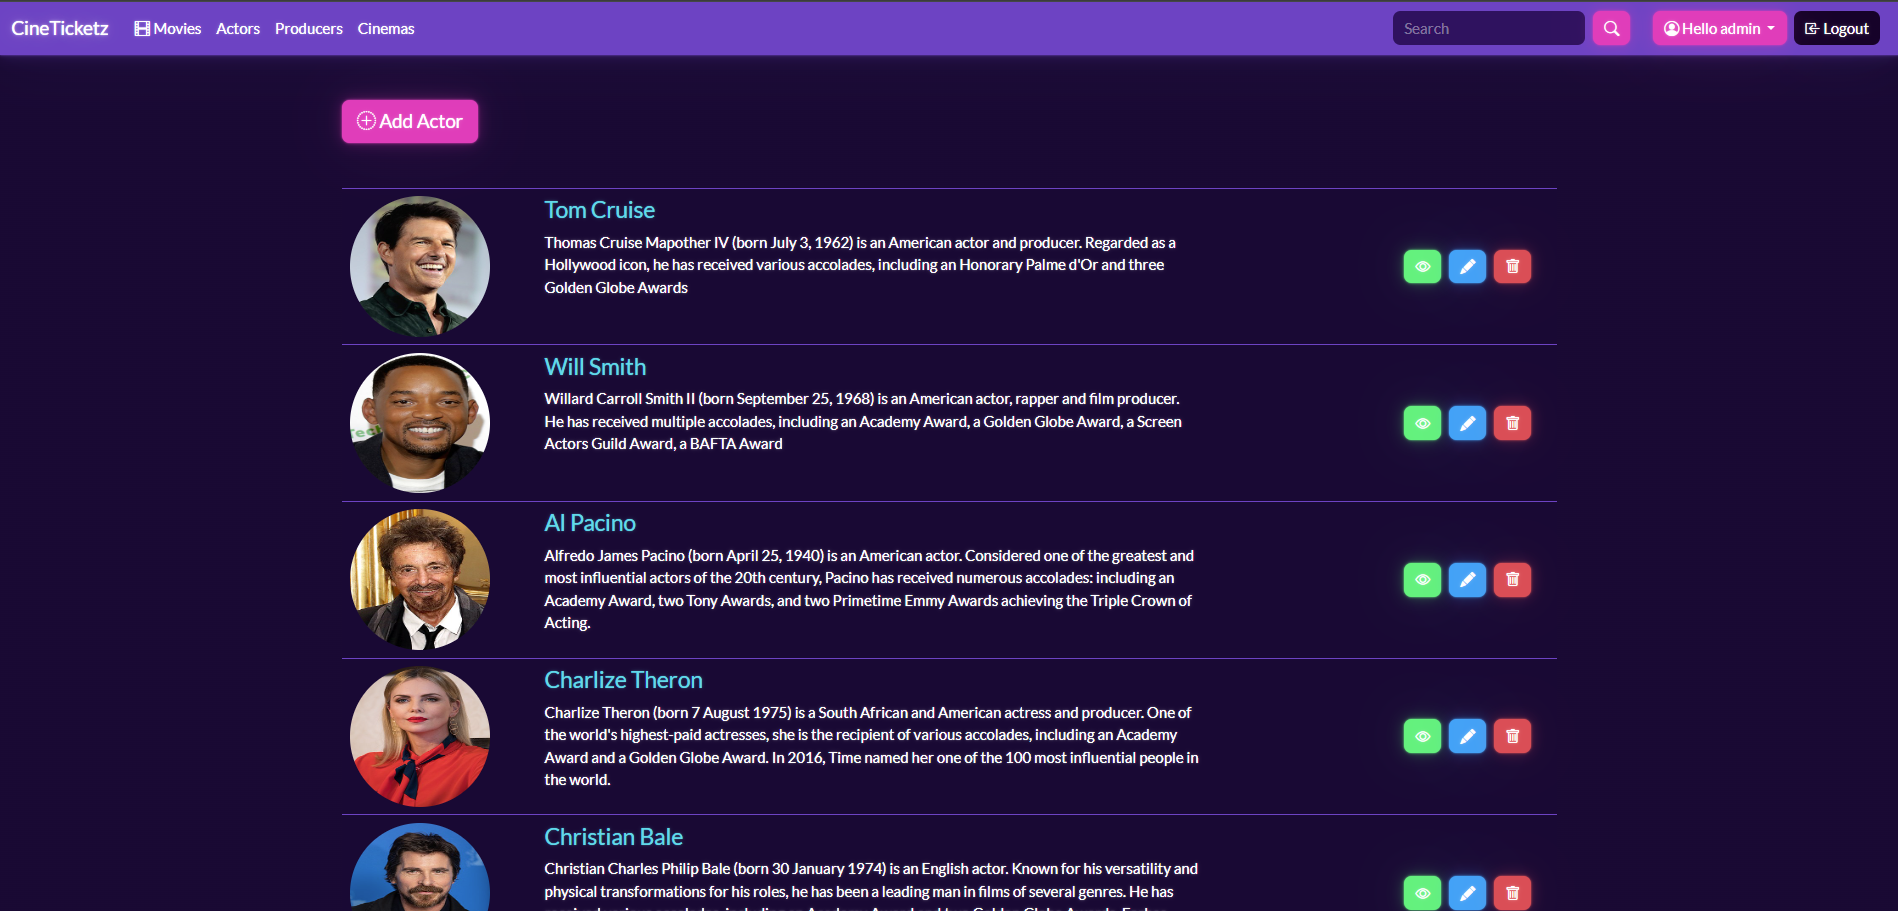 CineTicketz Movies Actors Producers Cinemas Search Hello admin Logout
Add Actor
Tom Cruise
Thomas Cruise Mapother IV (born July 3, 1962) is an American actor and producer. Regarded as a
Hollywood icon, he has received various accolades, including an Honorary Palme d'Or and three
Golden Globe Awards
Will Smith
Willard Carroll Smith II (born September 25, 1968) is an American actor, rapper and film producer.
He has received multiple accolades, including an Academy Award, a Golden Globe Award, a Screen
Actors Guild Award, a BAFTA Award
Al Pacino
Alfredo James Pacino (born April 25, 1940) is an American actor. Considered one of the greatest and
most influential actors of the 20th century, Pacino has received numerous accolades: including an
Academy Award, two Tony Awards, and two Primetime Emmy Awards achieving the Triple Crown of
Acting.
Charlize Theron
Charlize Theron (born 7 August 1975) is a South African and American actress and producer. One of
the world's highest-paid actresses, she is the recipient of various accolades, including an Academy
Award and a Golden Globe Award. In 2016, Time named her one of the 100 most influential people in
the world.
Christian Bale
Christian Charles Philip Bale (born 30 January 1974) is an English actor. Known for his versatility and
physical transformations for his roles, he has been a leading man in films of several genres. He has